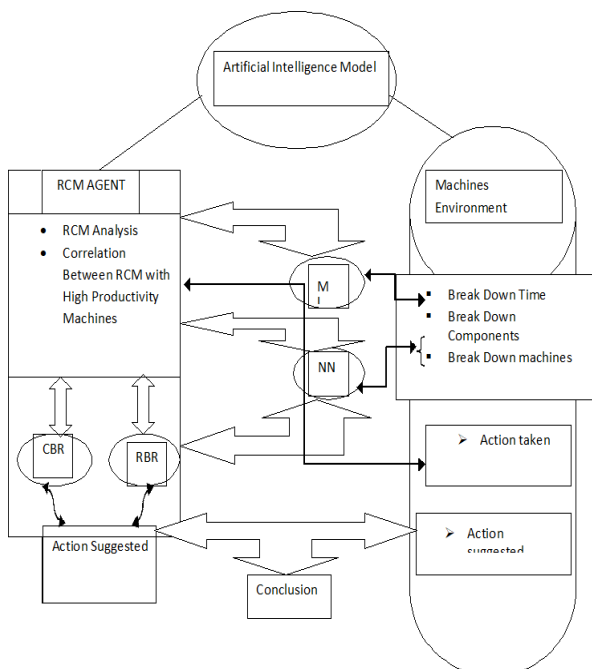 Artificial Intelligence Model
RCM AGENT
• RCM Analysis
• Correlation
Between RCM with
High Productivity
Machines
CBR
RBR
Action Suggested
M
NN
Conclusion
Machines
Environment
▪ Break Down Time
▪ Break Down
Components
▪ Break Down machines
➢ Action taken
➢ Action
suggested